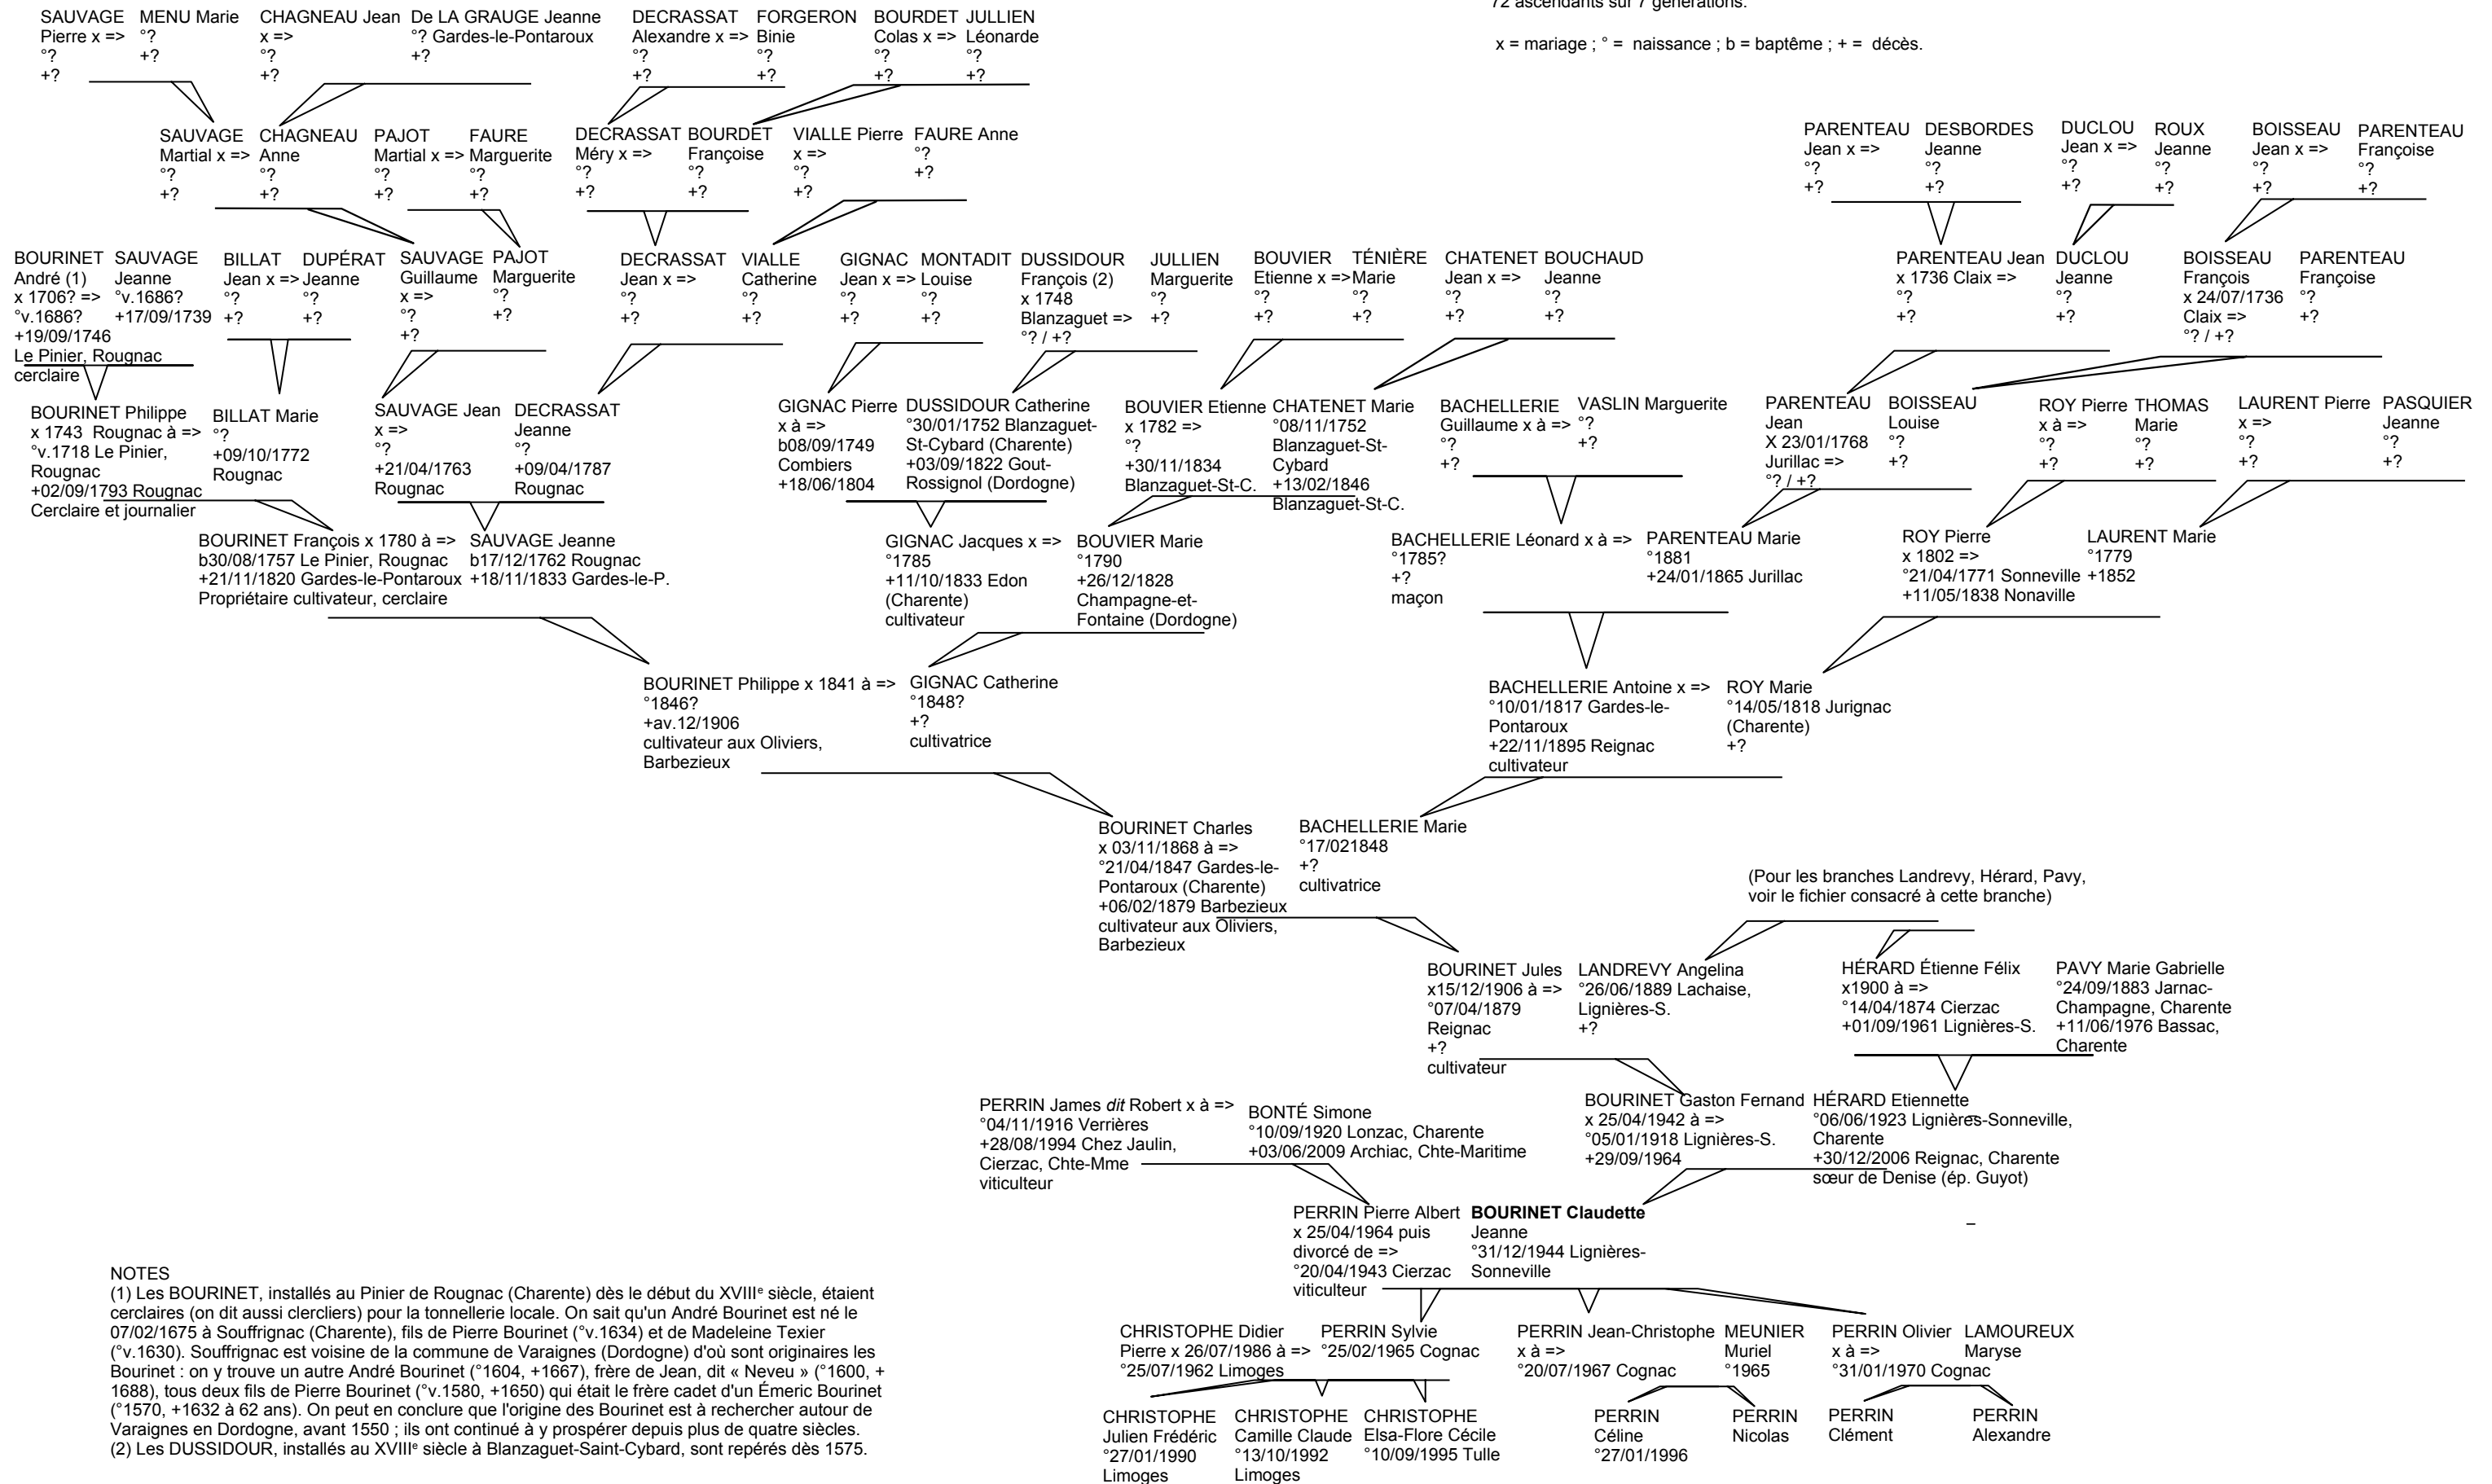 72 ascendants sur 7 générations.
x = mariage ; ° = naissance ; b = baptême ; + = décès.
SAUVAGE
Pierre x =>
°?
+?
MENU Marie
°?
+?
CHAGNEAU Jean
x =>
°?
+?
De LA GRAUGE Jeanne
°? Gardes-le-Pontaroux
+?
DECRASSAT
Alexandre x =>
°?
+?
FORGERON
Binie
°?
+?
BOURDET
Colas x =>
°?
+?
JULLIEN
Léonarde
°?
+?
SAUVAGE
Martial x =>
°?
+?
CHAGNEAU
Anne
°?
+?
PAJOT
Martial x =>
°?
+?
FAURE
Marguerite
°?
+?
DECRASSAT
Méry x =>
°?
+?
BOURDET
Françoise
°?
+?
VIALLE Pierre
x =>
°?
+?
FAURE Anne
°?
+?
PARENTEAU
Jean x =>
°?
+?
DESBORDES
Jeanne
°?
+?
DUCLOU
Jean x =>
°?
+?
ROUX
Jeanne
°?
+?
BOISSEAU
Jean x =>
°?
+?
PARENTEAU
Françoise
°?
+?
BOURINET
André (1)
x 1706? =>
°v.1686?
+19/09/1746
Le Pinier, Rougnac
cerclaire
SAUVAGE
Jeanne
°v.1686?
+17/09/1739
BILLAT
Jean x =>
°?
+?
DUPÉRAT
Jeanne
°?
+?
SAUVAGE
Guillaume
x =>
°?
+?
PAJOT
Marguerite
°?
+?
DECRASSAT
Jean x =>
°?
+?
VIALLE
Catherine
°?
+?
GIGNAC
Jean x =>
°?
+?
MONTADIT
Louise
°?
+?
DUSSIDOUR
François (2)
x 1748
Blanzaguet =>
°? / +?
JULLIEN
Marguerite
°?
+?
BOUVIER
Etienne x =>
°?
+?
TÉNIÈRE
Marie
°?
+?
CHATENET
Jean x =>
°?
+?
BOUCHAUD
Jeanne
°?
+?
PARENTEAU Jean
x 1736 Claix =>
°?
+?
DUCLOU
Jeanne
°?
+?
BOISSEAU
François
x 24/07/1736
Claix =>
°? / +?
PARENTEAU
Françoise
°?
+?
BOURINET Philippe
x 1743  Rougnac à =>
°v.1718 Le Pinier,
Rougnac
+02/09/1793 Rougnac
Cerclaire et journalier
BILLAT Marie
°?
+09/10/1772
Rougnac
SAUVAGE Jean
x =>
°?
+21/04/1763
Rougnac
DECRASSAT
Jeanne
°?
+09/04/1787
Rougnac
GIGNAC Pierre
x à =>
b08/09/1749
Combiers
+18/06/1804
DUSSIDOUR Catherine
°30/01/1752 Blanzaguet-
St-Cybard (Charente)
+03/09/1822 Gout-
Rossignol (Dordogne)
BOUVIER Etienne
x 1782 =>
°?
+30/11/1834
Blanzaguet-St-C.
CHATENET Marie
°08/11/1752
Blanzaguet-St-
Cybard
+13/02/1846
Blanzaguet-St-C.
BACHELLERIE
Guillaume x à =>
°?
+?
VASLIN Marguerite
°?
+?
PARENTEAU
Jean
X 23/01/1768
Jurillac =>
°? / +?
BOISSEAU
Louise
°?
+?
ROY Pierre
x à =>
°?
+?
THOMAS
Marie
°?
+?
LAURENT Pierre
x =>
°?
+?
PASQUIER
Jeanne
°?
+?
BOURINET François x 1780 à =>
b30/08/1757 Le Pinier, Rougnac
+21/11/1820 Gardes-le-Pontaroux
Propriétaire cultivateur, cerclaire
SAUVAGE Jeanne
b17/12/1762 Rougnac
+18/11/1833 Gardes-le-P.
GIGNAC Jacques x =>
°1785
+11/10/1833 Edon
(Charente)
cultivateur
BOUVIER Marie
°1790
+26/12/1828
Champagne-et-
Fontaine (Dordogne)
BACHELLERIE Léonard x à =>
°1785?
+?
maçon
PARENTEAU Marie
°1881
+24/01/1865 Jurillac
ROY Pierre
x 1802 =>
°21/04/1771 Sonneville
+11/05/1838 Nonaville
LAURENT Marie
°1779
+1852
BOURINET Philippe x 1841 à =>
°1846?
+av.12/1906
cultivateur aux Oliviers,
Barbezieux
GIGNAC Catherine
°1848?
+?
cultivatrice
BACHELLERIE Antoine x =>
°10/01/1817 Gardes-le-
Pontaroux
+22/11/1895 Reignac
cultivateur
ROY Marie
°14/05/1818 Jurignac
(Charente)
+?
BOURINET Charles
x 03/11/1868 à =>
°21/04/1847 Gardes-le-
Pontaroux (Charente)
+06/02/1879 Barbezieux
cultivateur aux Oliviers,
Barbezieux
BACHELLERIE Marie
°17/021848
+?
cultivatrice
(Pour les branches Landrevy, Hérard, Pavy,
voir le fichier consacré à cette branche)
BOURINET Jules
x15/12/1906 à =>
°07/04/1879
Reignac
+?
cultivateur
LANDREVY Angelina
°26/06/1889 Lachaise,
Lignières-S.
+?
HÉRARD Étienne Félix
x1900 à =>
°14/04/1874 Cierzac
+01/09/1961 Lignières-S.
PAVY Marie Gabrielle
°24/09/1883 Jarnac-
Champagne, Charente
+11/06/1976 Bassac,
Charente
PERRIN James dit Robert x à =>
°04/11/1916 Verrières
+28/08/1994 Chez Jaulin,
Cierzac, Chte-Mme
viticulteur
BONTÉ Simone
°10/09/1920 Lonzac, Charente
+03/06/2009 Archiac, Chte-Maritime
BOURINET Gaston Fernand
x 25/04/1942 à =>
°05/01/1918 Lignières-S.
+29/09/1964
HÉRARD Etiennette
°06/06/1923 Lignières-Sonneville,
Charente
+30/12/2006 Reignac, Charente
sœur de Denise (ép. Guyot)
PERRIN Pierre Albert
x 25/04/1964 puis
divorcé de =>
°20/04/1943 Cierzac
viticulteur
BOURINET Claudette
Jeanne
°31/12/1944 Lignières-
Sonneville
CHRISTOPHE Didier
Pierre x 26/07/1986 à =>
°25/07/1962 Limoges
PERRIN Sylvie
°25/02/1965 Cognac
PERRIN Jean-Christophe
x à =>
°20/07/1967 Cognac
MEUNIER
Muriel
°1965
PERRIN Olivier
x à =>
°31/01/1970 Cognac
LAMOUREUX
Maryse
CHRISTOPHE
Julien Frédéric
°27/01/1990
Limoges
CHRISTOPHE
Camille Claude
°13/10/1992
Limoges
CHRISTOPHE
Elsa-Flore Cécile
°10/09/1995 Tulle
PERRIN
Céline
°27/01/1996
PERRIN
Nicolas
PERRIN
Clément
PERRIN
Alexandre
NOTES
(1) Les BOURINET, installés au Pinier de Rougnac (Charente) dès le début du XVIIIe siècle, étaient
cerclaires (on dit aussi clercliers) pour la tonnellerie locale. On sait qu'un André Bourinet est né le
07/02/1675 à Souffrignac (Charente), fils de Pierre Bourinet (°v.1634) et de Madeleine Texier
(°v.1630). Souffrignac est voisine de la commune de Varaignes (Dordogne) d'où sont originaires les
Bourinet : on y trouve un autre André Bourinet (°1604, +1667), frère de Jean, dit « Neveu » (°1600, +
1688), tous deux fils de Pierre Bourinet (°v.1580, +1650) qui était le frère cadet d'un Émeric Bourinet
(°1570, +1632 à 62 ans). On peut en conclure que l'origine des Bourinet est à rechercher autour de
Varaignes en Dordogne, avant 1550 ; ils ont continué à y prospérer depuis plus de quatre siècles.
(2) Les DUSSIDOUR, installés au XVIIIe siècle à Blanzaguet-Saint-Cybard, sont repérés dès 1575.